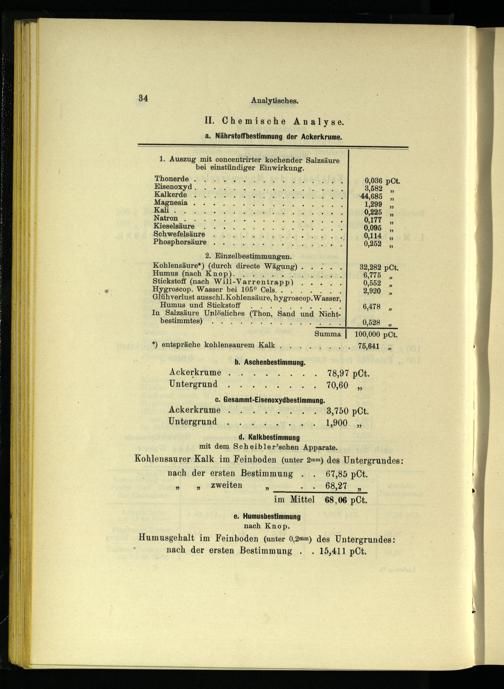 34 Analytisches.
II. Chemische Analyse.
a. Nährstoffbestimmung der Ackerkrume.
1. Auszug mit concentrirter kochender Salzsäure
bei einstündiger Einwirkung.
Thonerde . . . . . . . . . . . . . . . . 0,036 pCt.
Eisenoxyd . . . . . . . . . . . . . . . . 3,582 „
Kalkerde . . . . . . . . . . . . . . . . 44,685 „
Magnesia . . . . . . . . . . . . . . . . 1,299 „
Kali . . . . . . . . . . . . . . . . 0,225 „
Natron . . . . . . . . . . . . . . . . 0,177 „
Kieselsäure . . . . . . . . . . . . . . 0,095 „
Schwefelsäure . . . . . . . . . . . . . . 0,114 „
Phosphorsäure . . . . . . . . . . . . . . 0,252 „
2. Einzelbestimmungen.
Kohlensäure*) (durch directe Wägung) . . . . . 32,282 pCt.
Humus (nach Knop) . . . . . . . . . . . . 6,775 „
Stickstoff (nach Will-Varrentrapp) . . . . . 0,552 „
Hygroscop. Wasser bei 105° Cels. . . . . . . . 2,920 „
Glühverlust ausschl. Kohlensäure, hygroscop. Wasser,
Humus und Stickstoff . . . . . . . . . . 6,478 „
In Salzsäure Unlösliches (Thon, Sand und Nicht-
bestimmtes) . . . . . . . . . . . . . . 0,528 „
Summa 100,000 pCt.
*) entspräche kohlensaurem Kalk . . . . . . . . 75,641 „
b. Aschenbestimmung.
Ackerkrume . . . . . . . . 78,97 pCt.
Untergrund . . . . . . . . 70,60 „
c. Gesammt-Eisenoxydbestimmung.
Ackerkrume . . . . . . . . 3,750 pCt.
Untergrund . . . . . . . . 1,900 „
d. Kalkbestimmung
mit dem Scheibler'schen Apparate.
Kohlensaurer Kalk im Feinboden (unter 2mm) des Untergrundes:
nach der ersten Bestimmung . . 67,85 pCt.
„ „ zweiten „ . . 68,27 „
im Mittel 68,06 pCt.
e. Humusbestimmung
nach Knop.
Humusgehalt im Feinboden (unter 0,2mm) des Untergrundes:
nach der ersten Bestimmung . . 15,411 pCt.